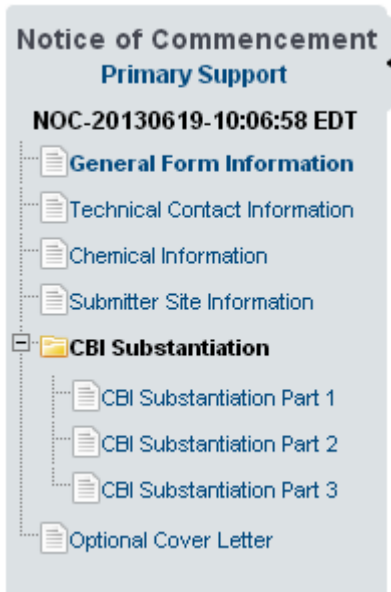 Notice of Commencement
Primary Support
NOC-20130619-10:06:58 EDT
General Form Information
Technical Contact Information
Chemical Information
Submitter Site Information
CBI Substantiation
CBI Substantiation Part 1
CBI Substantiation Part 2
CBI Substantiation Part 3
Optional Cover Letter